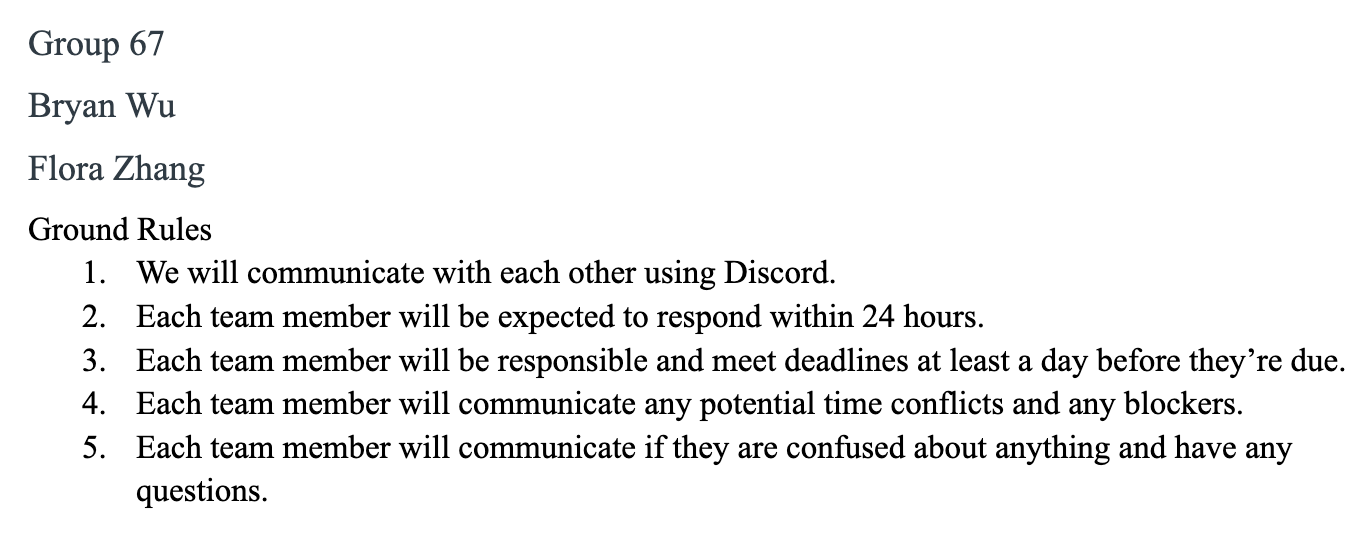 Group 67
Bryan Wu
Flora Zhang
Ground Rules
1. We will communicate with each other using Discord.
2. Each team member will be expected to respond within 24 hours.
3. Each team member will be responsible and meet deadlines at least a day before they’re due.
4. Each team member will communicate any potential time conflicts and any blockers.
5. Each team member will communicate if they are confused about anything and have any
questions.